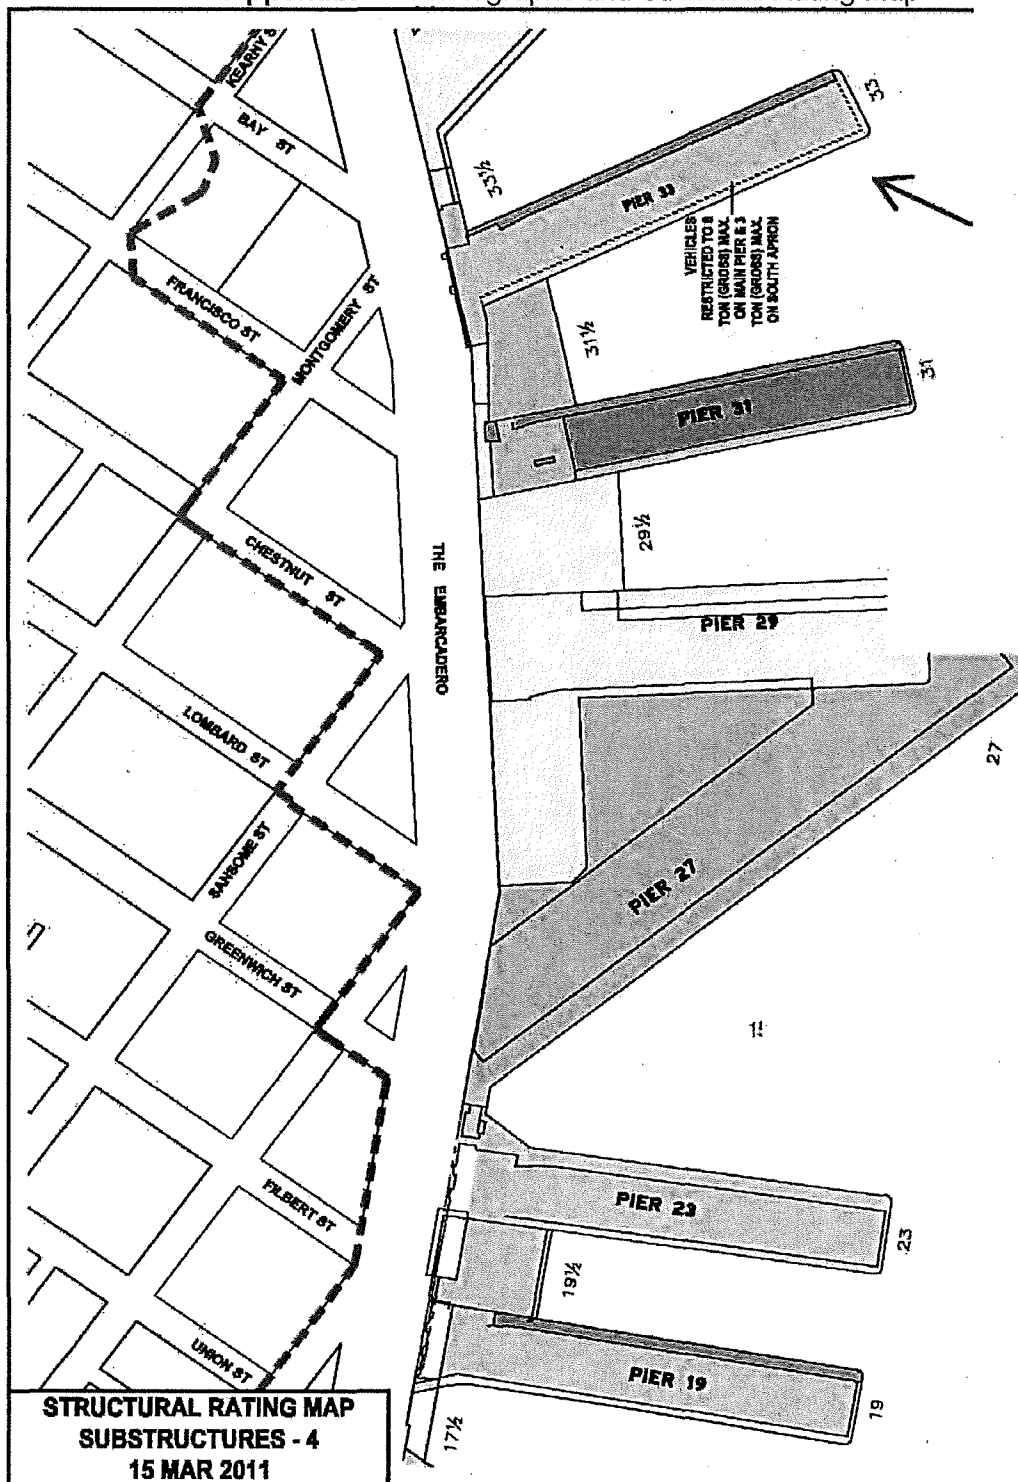 KEARNY S
BAY ST
33
33½
PIER 33
VEHICLES
RESTRICTED TO 8
TON (GROSS) MAX.
ON MAIN PIER & 3
TON (GROSS) MAX.
ON SOUTH APRON
FRANCISCO ST
MONTGOMERY ST
31½
31
PIER 31
29½
CHESTNUT ST
THE EMBARCADERO
PIER 29
LOMBARD ST
27
SANSOME ST
PIER 27
GREENWICH ST
PIER 23
23
FILBERT ST
19½
UNION ST
PIER 19
19
17½
STRUCTURAL RATING MAP
SUBSTRUCTURES - 4
15 MAR 2011